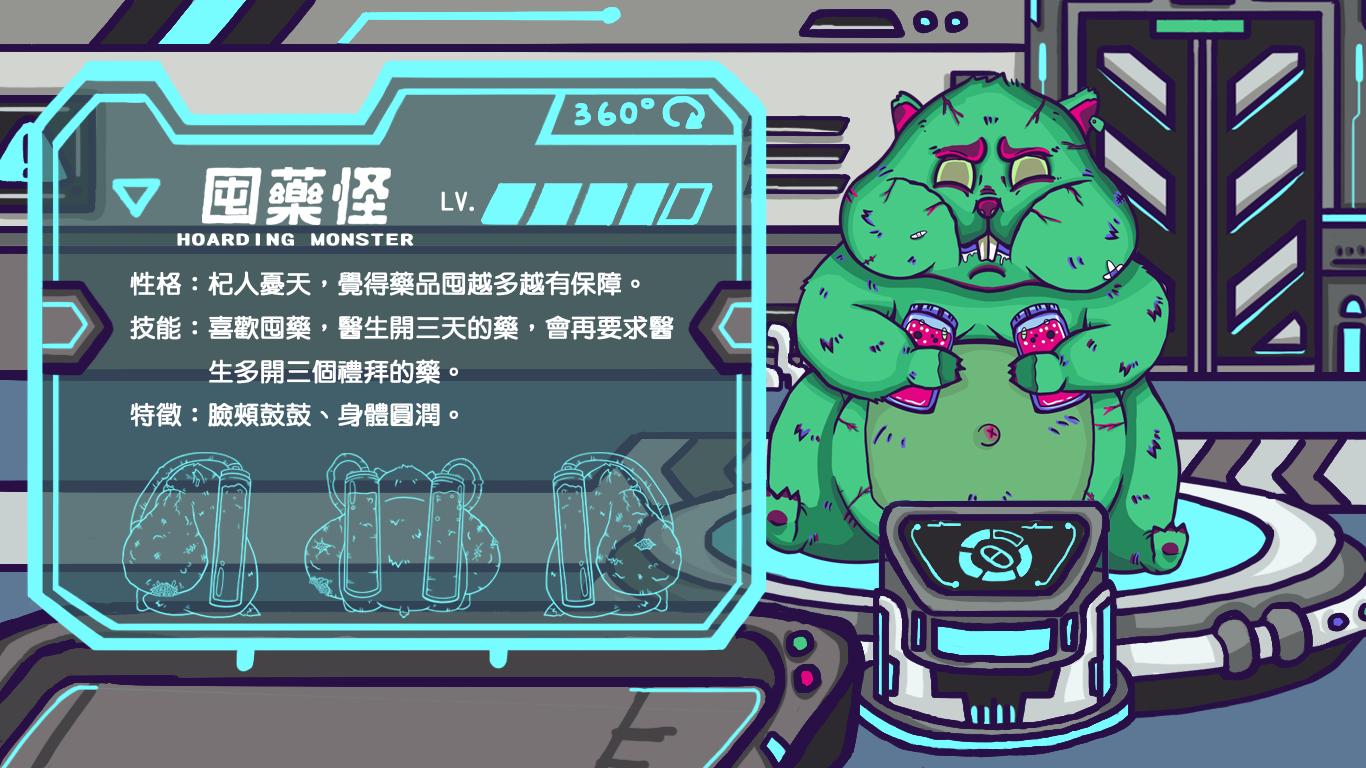 360°
囤藥怪
LV.
HOARDING MONSTER
性格：杞人憂天，覺得藥品囤越多越有保障。
技能：喜歡囤藥，醫生開三天的藥，會再要求醫
生多開三個禮拜的藥。
特徵：臉頰鼓鼓、身體圓潤。